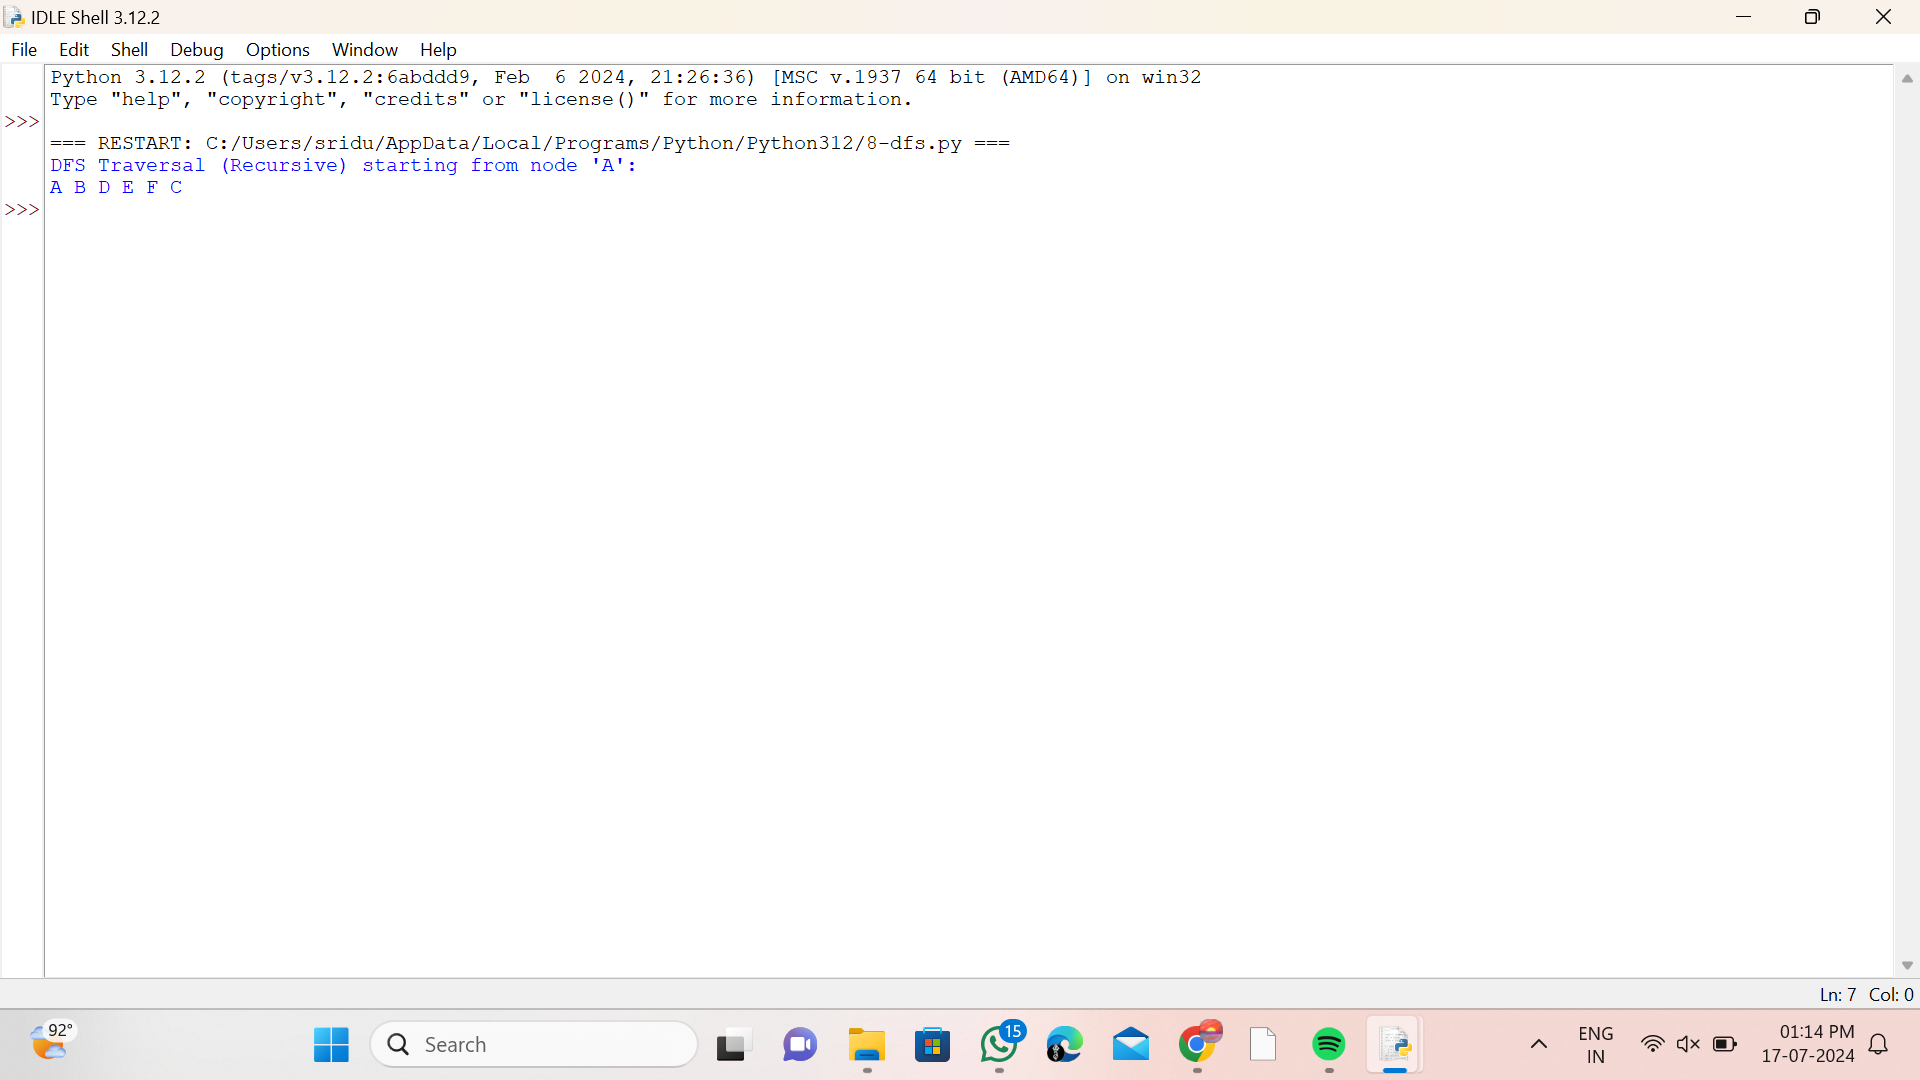 IDLE Shell 3.12.2
File Edit Shell Debug Options Window Help
Python 3.12.2 (tags/v3.12.2:6abddd9, Feb  6 2024, 21:26:36) [MSC v.1937 64 bit (AMD64)] on win32
Type "help", "copyright", "credits" or "license()" for more information.
>>>
=== RESTART: C:/Users/sridu/AppData/Local/Programs/Python/Python312/8-dfs.py ===
DFS Traversal (Recursive) starting from node 'A':
A B D E F C
>>>
Ln: 7 Col: 0
92°
Search
15
ENG
IN
01:14 PM
17-07-2024